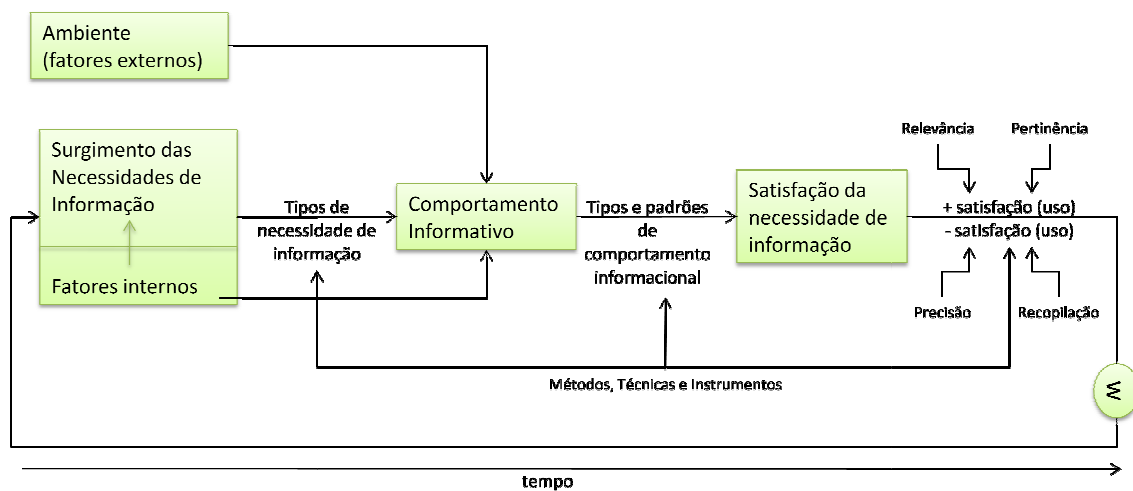 Ambiente
(fatores externos)
Surgimento das
Necessidades de
Informação
Fatores internos
Tipos de
necessidade de
informação
Comportamento
Informativo
Tipos e padrões
de
comportamento
informacional
Satisfação da
necessidade de
informação
Relevância
Pertinência
+ satisfação (uso)
- satisfação (uso)
Precisão
Recopilação
Métodos, Técnicas e Instrumentos
≤
tempo